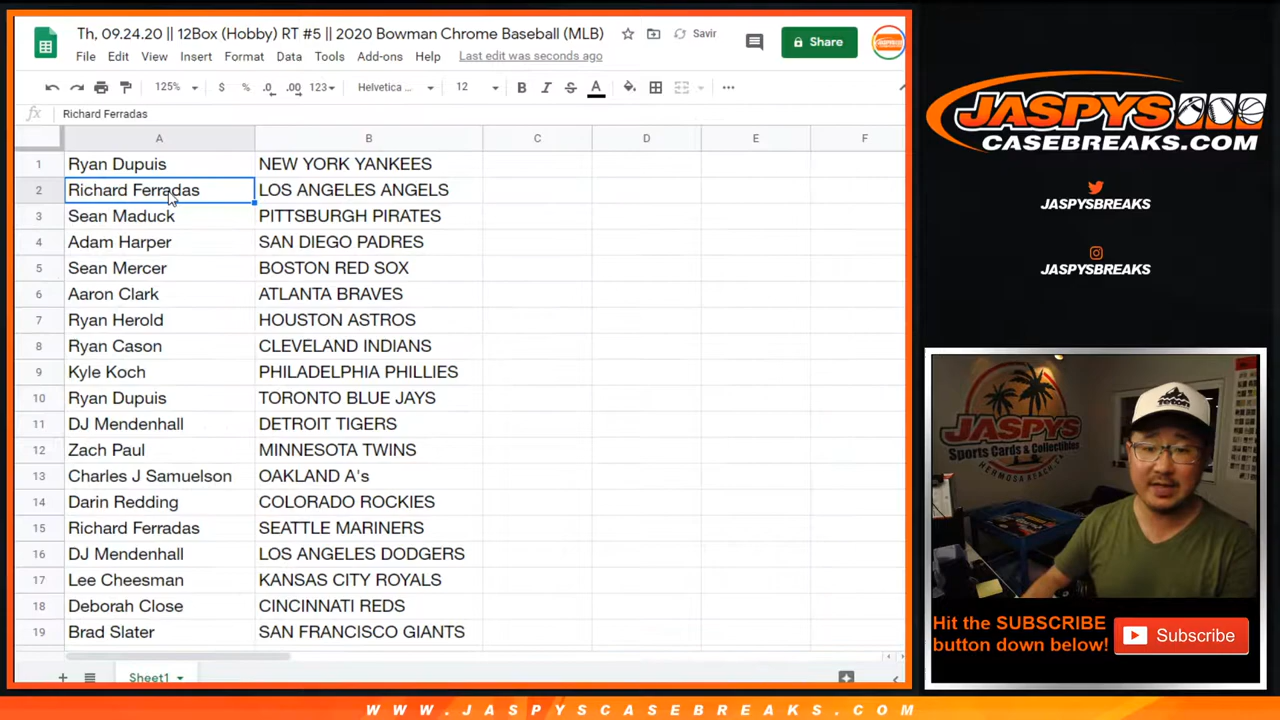 Th, 09.24.20 || 12Box (Hobby) RT #5 || 2020 Bowman Chrome Baseball (MLB)
Savir
Share
File Edit View Insert Format Data Tools Add-ons Help Last edit was seconds ago
125% $ % .0 .00 123 Helvetica ... 12 B I S A ...
fx Richard Ferradas
A B C D E F
1 Ryan Dupuis NEW YORK YANKEES
2 Richard Ferradas LOS ANGELES ANGELS
3 Sean Maduck PITTSBURGH PIRATES
4 Adam Harper SAN DIEGO PADRES
5 Sean Mercer BOSTON RED SOX
6 Aaron Clark ATLANTA BRAVES
7 Ryan Herold HOUSTON ASTROS
8 Ryan Cason CLEVELAND INDIANS
9 Kyle Koch PHILADELPHIA PHILLIES
10 Ryan Dupuis TORONTO BLUE JAYS
11 DJ Mendenhall DETROIT TIGERS
12 Zach Paul MINNESOTA TWINS
13 Charles J Samuelson OAKLAND A's
14 Darin Redding COLORADO ROCKIES
15 Richard Ferradas SEATTLE MARINERS
16 DJ Mendenhall LOS ANGELES DODGERS
17 Lee Cheesman KANSAS CITY ROYALS
18 Deborah Close CINCINNATI REDS
19 Brad Slater SAN FRANCISCO GIANTS
Sheet1
JASPYS
CASEBREAKS.COM
JASPYSBREAKS
JASPYSBREAKS
JASPYS
Sports Cards & Collectibles
HERMOSA BEACH, CA
Hit the SUBSCRIBE
button down below!
Subscribe
WWW.JASPYSCASEBREAKS.COM